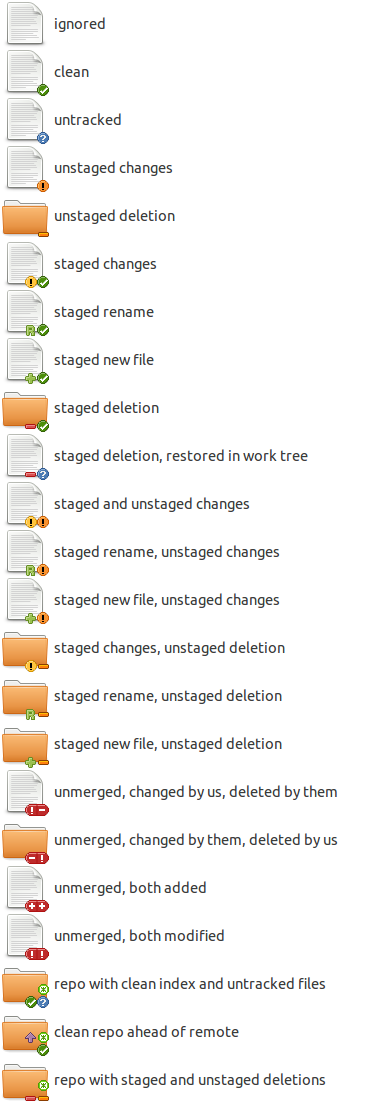 ignored
clean
untracked
unstaged changes
unstaged deletion
staged changes
staged rename
staged new file
staged deletion
staged deletion, restored in work tree
staged and unstaged changes
staged rename, unstaged changes
staged new file, unstaged changes
staged changes, unstaged deletion
staged rename, unstaged deletion
staged new file, unstaged deletion
unmerged, changed by us, deleted by them
unmerged, changed by them, deleted by us
unmerged, both added
unmerged, both modified
repo with clean index and untracked files
clean repo ahead of remote
repo with staged and unstaged deletions